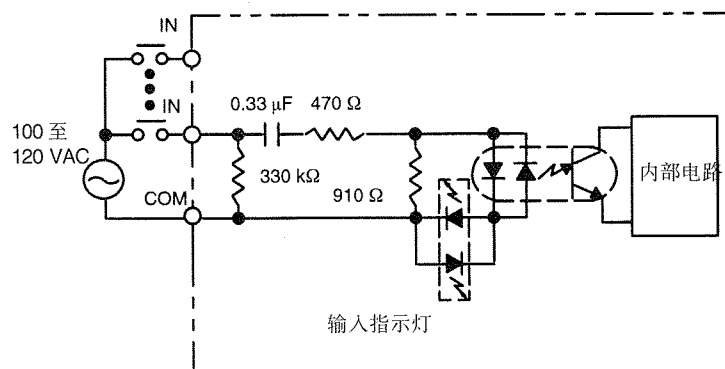 IN
IN
0.33 μF
470 Ω
100 至
120 VAC
330 kΩ
910 Ω
COM
内部电路
输入指示灯